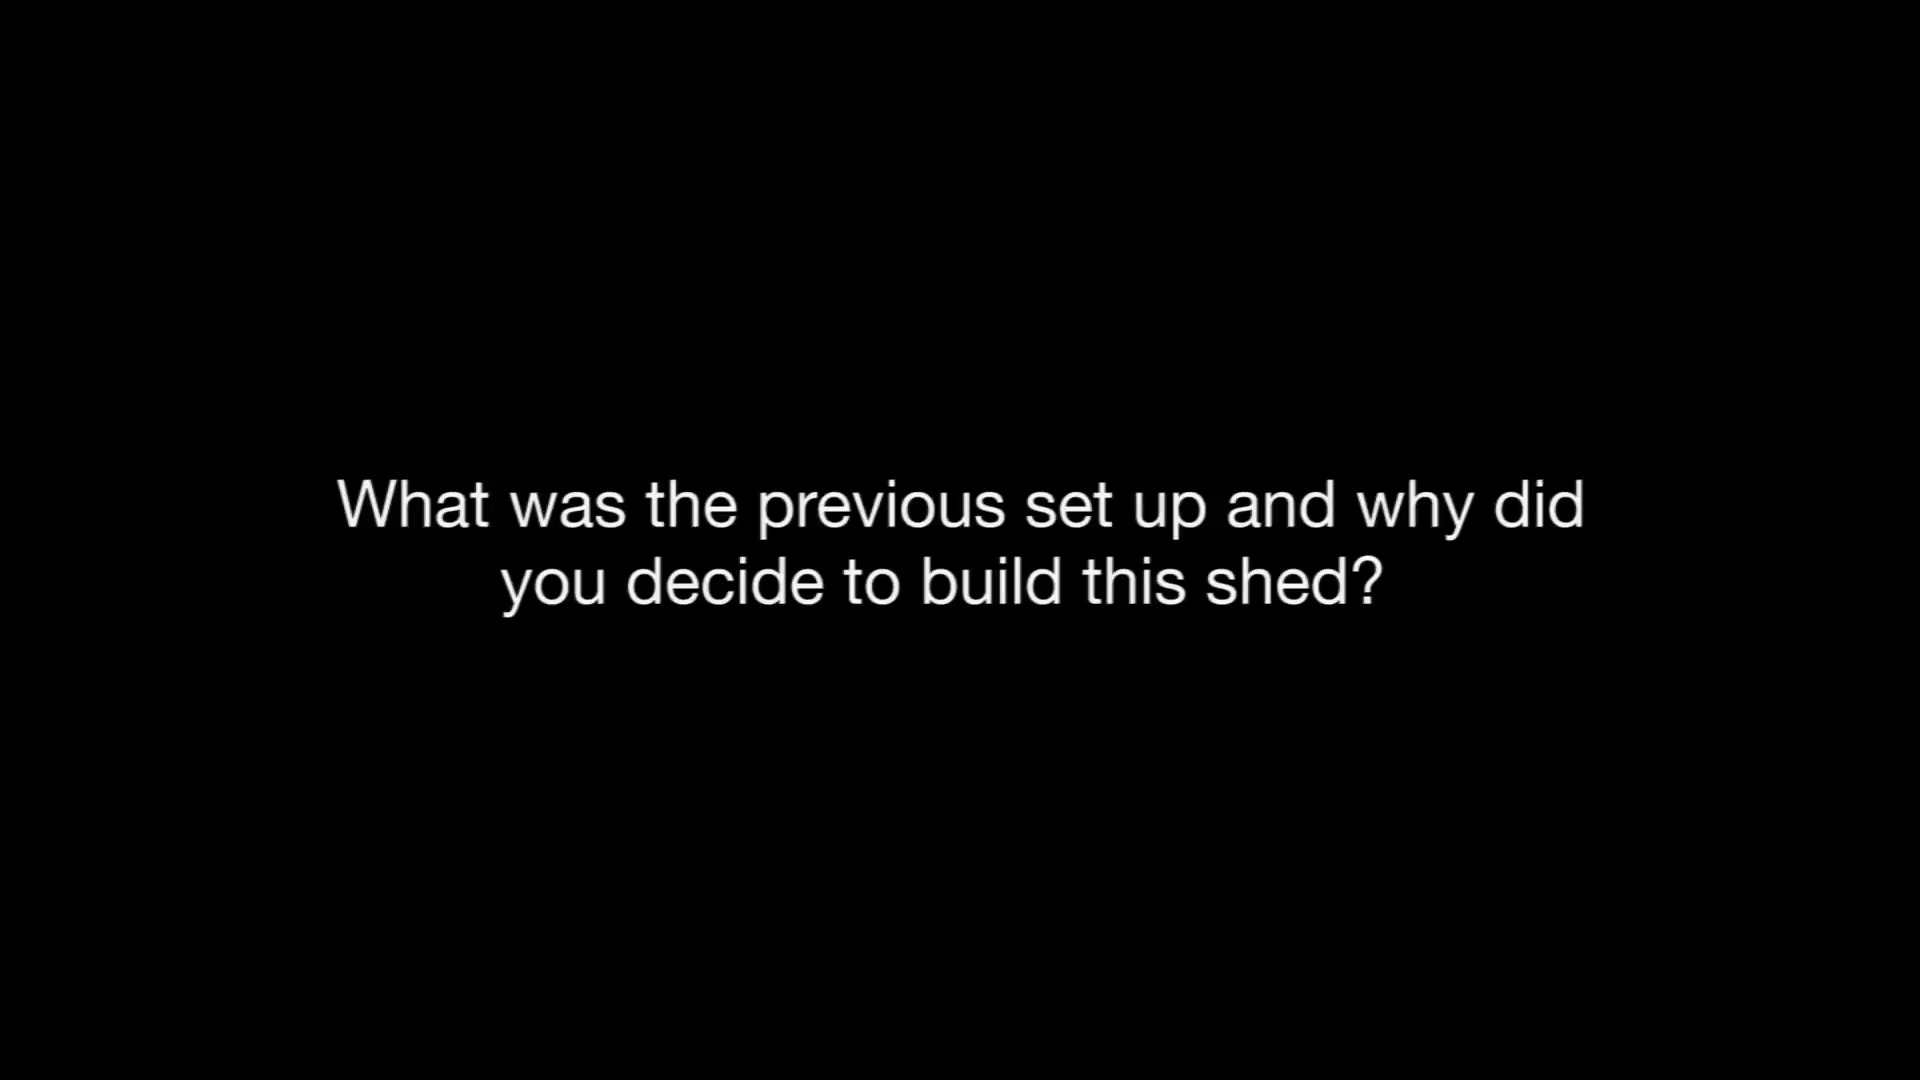 What was the previous set up and why did
you decide to build this shed?